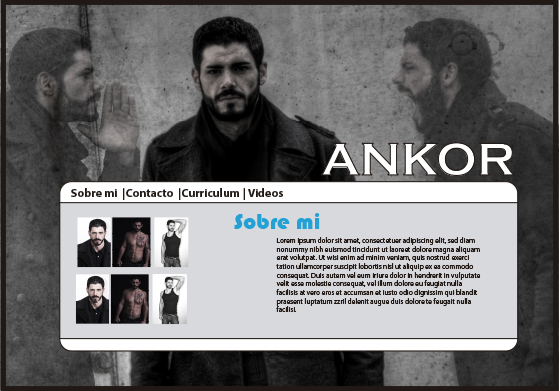 ANKOR
Sobre mi |Contacto |Curriculum | Videos
Sobre mi
Lorem ipsum dolor sit amet, consectetuer adipiscing elit, sed diam
nonummy nibh euismod tincidunt ut laoreet dolore magna aliquam
erat volutpat. Ut wisi enim ad minim veniam, quis nostrud exerci
tation ullamcorper suscipit lobortis nisl ut aliquip ex ea commodo
consequat. Duis autem vel eum iriure dolor in hendrerit in vulputate
velit esse molestie consequat, vel illum dolore eu feugiat nulla
facilisis at vero eros et accumsan et iusto odio dignissim qui blandit
praesent luptatum zzril delenit augue duis dolore te feugait nulla
facilisi.